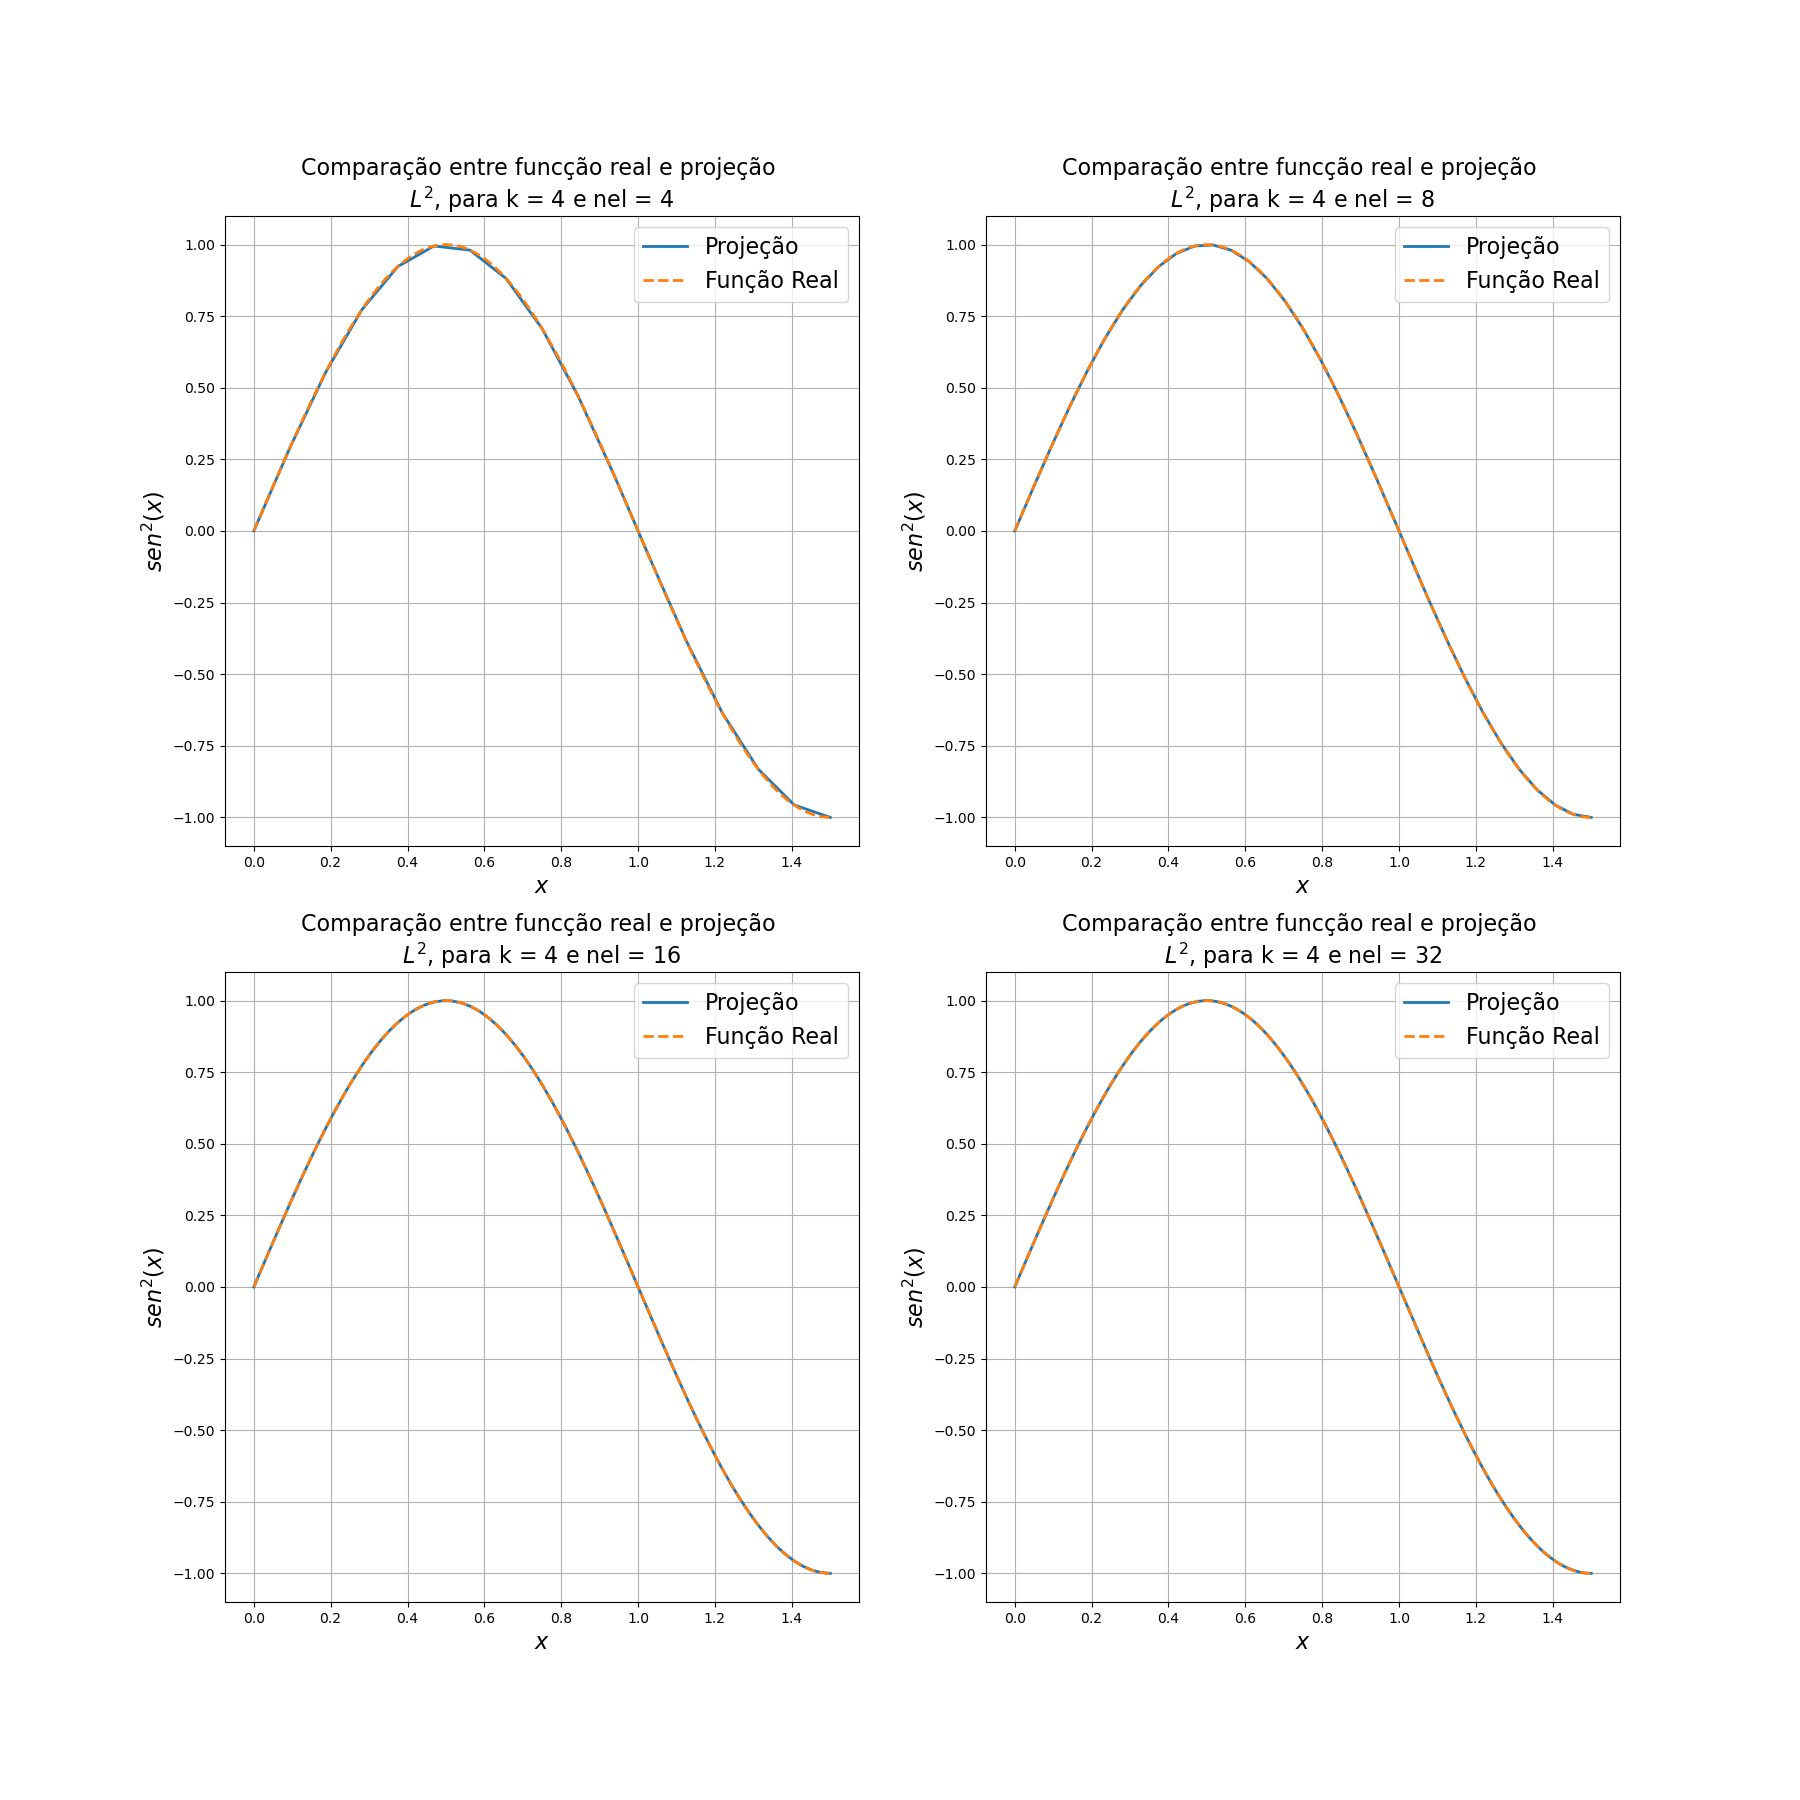 Comparação entre funcção real e projeção
L², para k = 4 e nel = 4
Projeção
Função Real
1.00
0.75
0.50
0.25
0.00
−0.25
−0.50
−0.75
−1.00
sen²(x)
0.0 0.2 0.4 0.6 0.8 1.0 1.2 1.4
x
Comparação entre funcção real e projeção
L², para k = 4 e nel = 8
Projeção
Função Real
1.00
0.75
0.50
0.25
0.00
−0.25
−0.50
−0.75
−1.00
sen²(x)
0.0 0.2 0.4 0.6 0.8 1.0 1.2 1.4
x
Comparação entre funcção real e projeção
L², para k = 4 e nel = 16
Projeção
Função Real
1.00
0.75
0.50
0.25
0.00
−0.25
−0.50
−0.75
−1.00
sen²(x)
0.0 0.2 0.4 0.6 0.8 1.0 1.2 1.4
x
Comparação entre funcção real e projeção
L², para k = 4 e nel = 32
Projeção
Função Real
1.00
0.75
0.50
0.25
0.00
−0.25
−0.50
−0.75
−1.00
sen²(x)
0.0 0.2 0.4 0.6 0.8 1.0 1.2 1.4
x